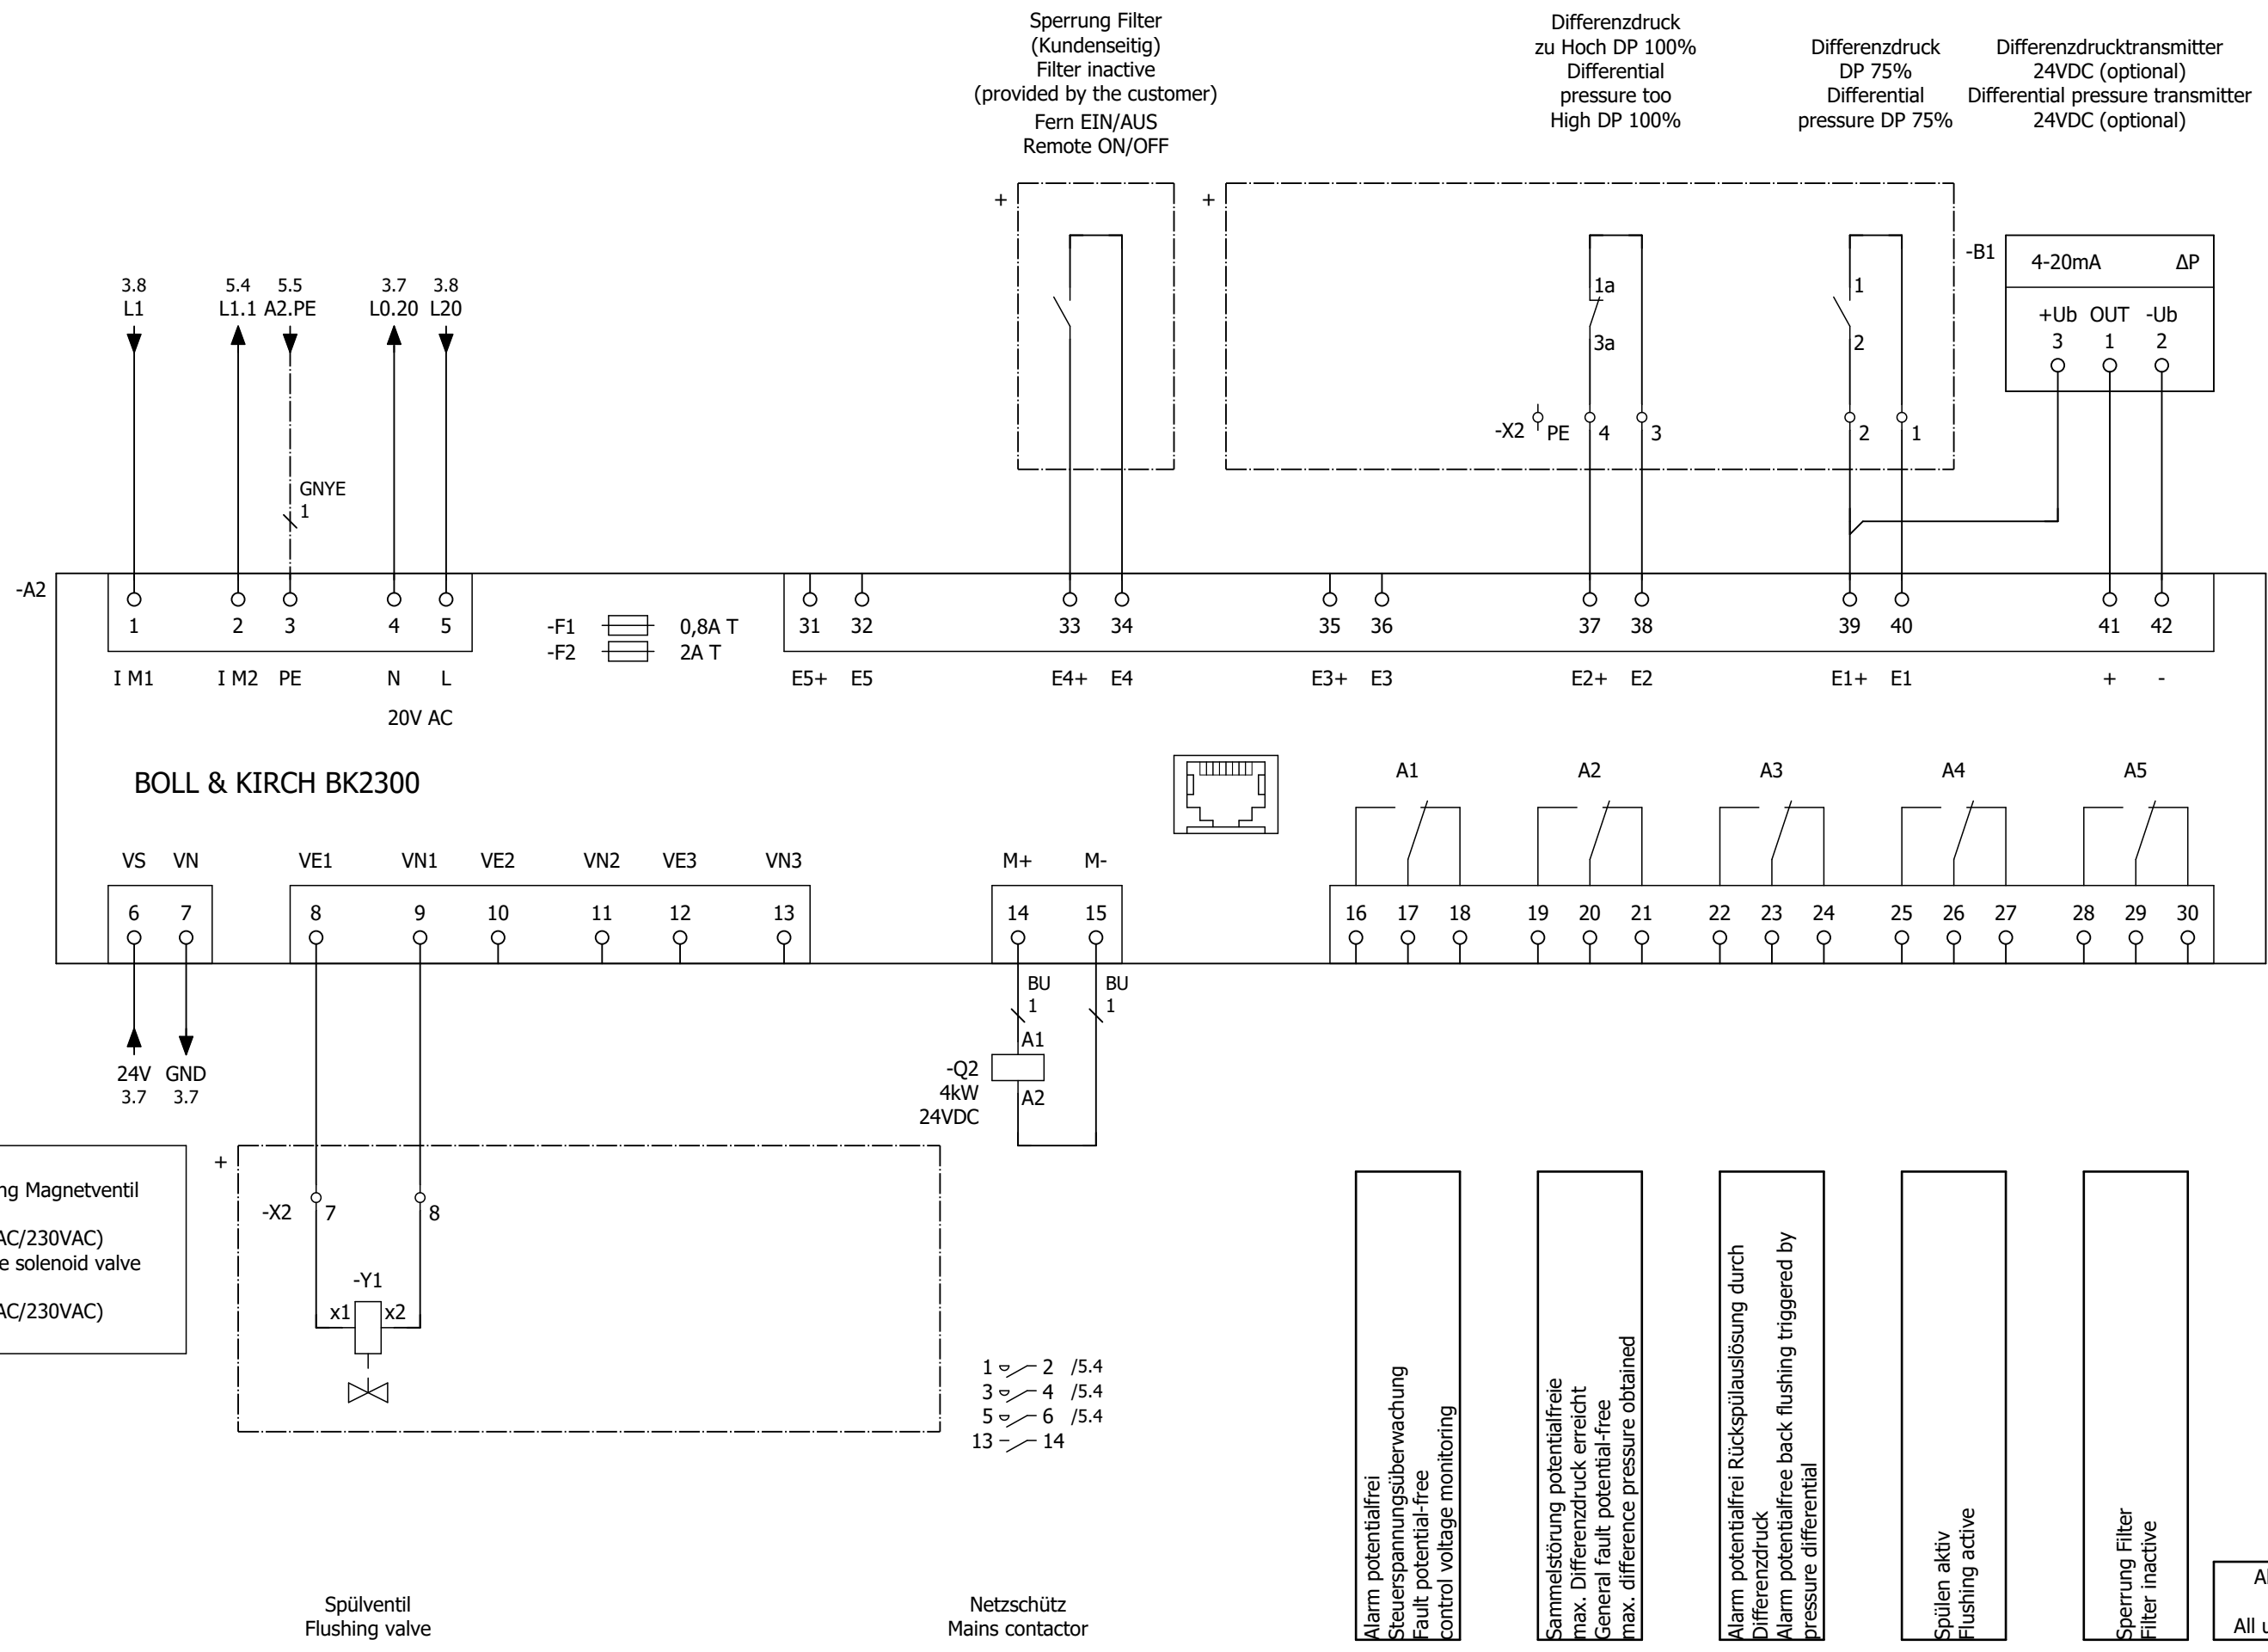 Sperrung Filter
(Kundenseitig)
Filter inactive
(provided by the customer)
Fern EIN/AUS
Remote ON/OFF
Differenzdruck
zu Hoch DP 100%
Differential
pressure too
High DP 100%
Differenzdruck
DP 75%
Differential
pressure DP 75%
Differenzdrucktransmitter
24VDC (optional)
Differential pressure transmitter
24VDC (optional)
+ +
-B1
4-20mA ΔP
+Ub OUT -Ub
3 1 2
3.8 5.4 5.5 3.7 3.8
L1 L1.1 A2.PE L0.20 L20
1a
3a
1
2
-X2 PE 4 3 2 1
GNYE
1
-A2
1 2 3 4 5
-F1 0,8A T
-F2 2A T
31 32 33 34 35 36 37 38 39 40 41 42
I M1 I M2 PE N L
20V AC
E5+ E5 E4+ E4 E3+ E3 E2+ E2 E1+ E1 + -
BOLL & KIRCH BK2300
A1 A2 A3 A4 A5
VS VN VE1 VN1 VE2 VN2 VE3 VN3 M+ M-
6 7 8 9 10 11 12 13 14 15 16 17 18 19 20 21 22 23 24 25 26 27 28 29 30
BU
1
BU
1
A1
-Q2
4kW
24VDC
A2
24V GND
3.7 3.7
ng Magnetventil
AC/230VAC)
e solenoid valve
AC/230VAC)
+
-X2 7 8
-Y1
x1 x2
1 2 /5.4
3 4 /5.4
5 6 /5.4
13 14
Spülventil
Flushing valve
Netzschütz
Mains contactor
Alarm potentialfrei
Steuerspannungsüberwachung
Fault potential-free
control voltage monitoring
Sammelstörung potentialfreie
max. Differenzdruck erreicht
General fault potential-free
max. difference pressure obtained
Alarm potentialfrei Rückspülauslösung durch
Differenzdruck
Alarm potentialfree back flushing triggered by
pressure differential
Spülen aktiv
Flushing active
Sperrung Filter
Filter inactive
All u